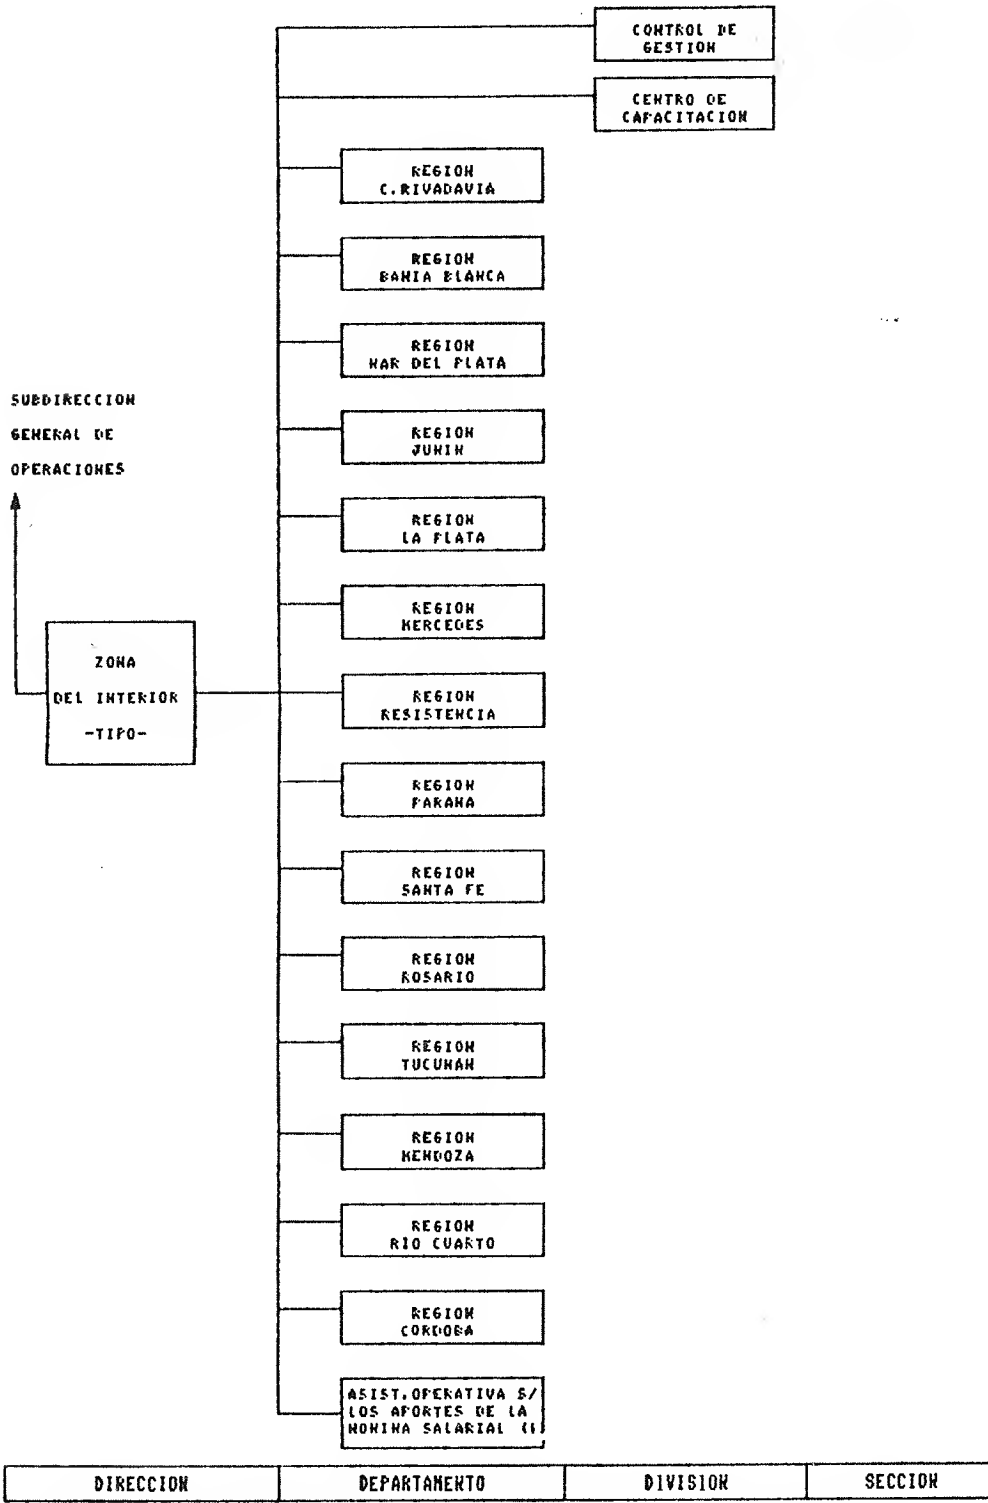 CONTROL DE
GESTION
CENTRO DE
CAPACITACION
REGION
C.RIVADAVIA
REGION
BAHIA BLANCA
REGION
MAR DEL PLATA
SUBDIRECCION
GENERAL DE
OPERACIONES
REGION
JUNIN
REGION
LA PLATA
REGION
MERCEDES
ZONA
DEL INTERIOR
-TIPO-
REGION
RESISTENCIA
REGION
PARANA
REGION
SANTA FE
REGION
ROSARIO
REGION
TUCUMAN
REGION
MENDOZA
REGION
RIO CUARTO
REGION
CORDOBA
ASIST.OPERATIVA S/
LOS APORTES DE LA
NOMINA SALARIAL
DIRECCION DEPARTAMENTO DIVISION SECCION